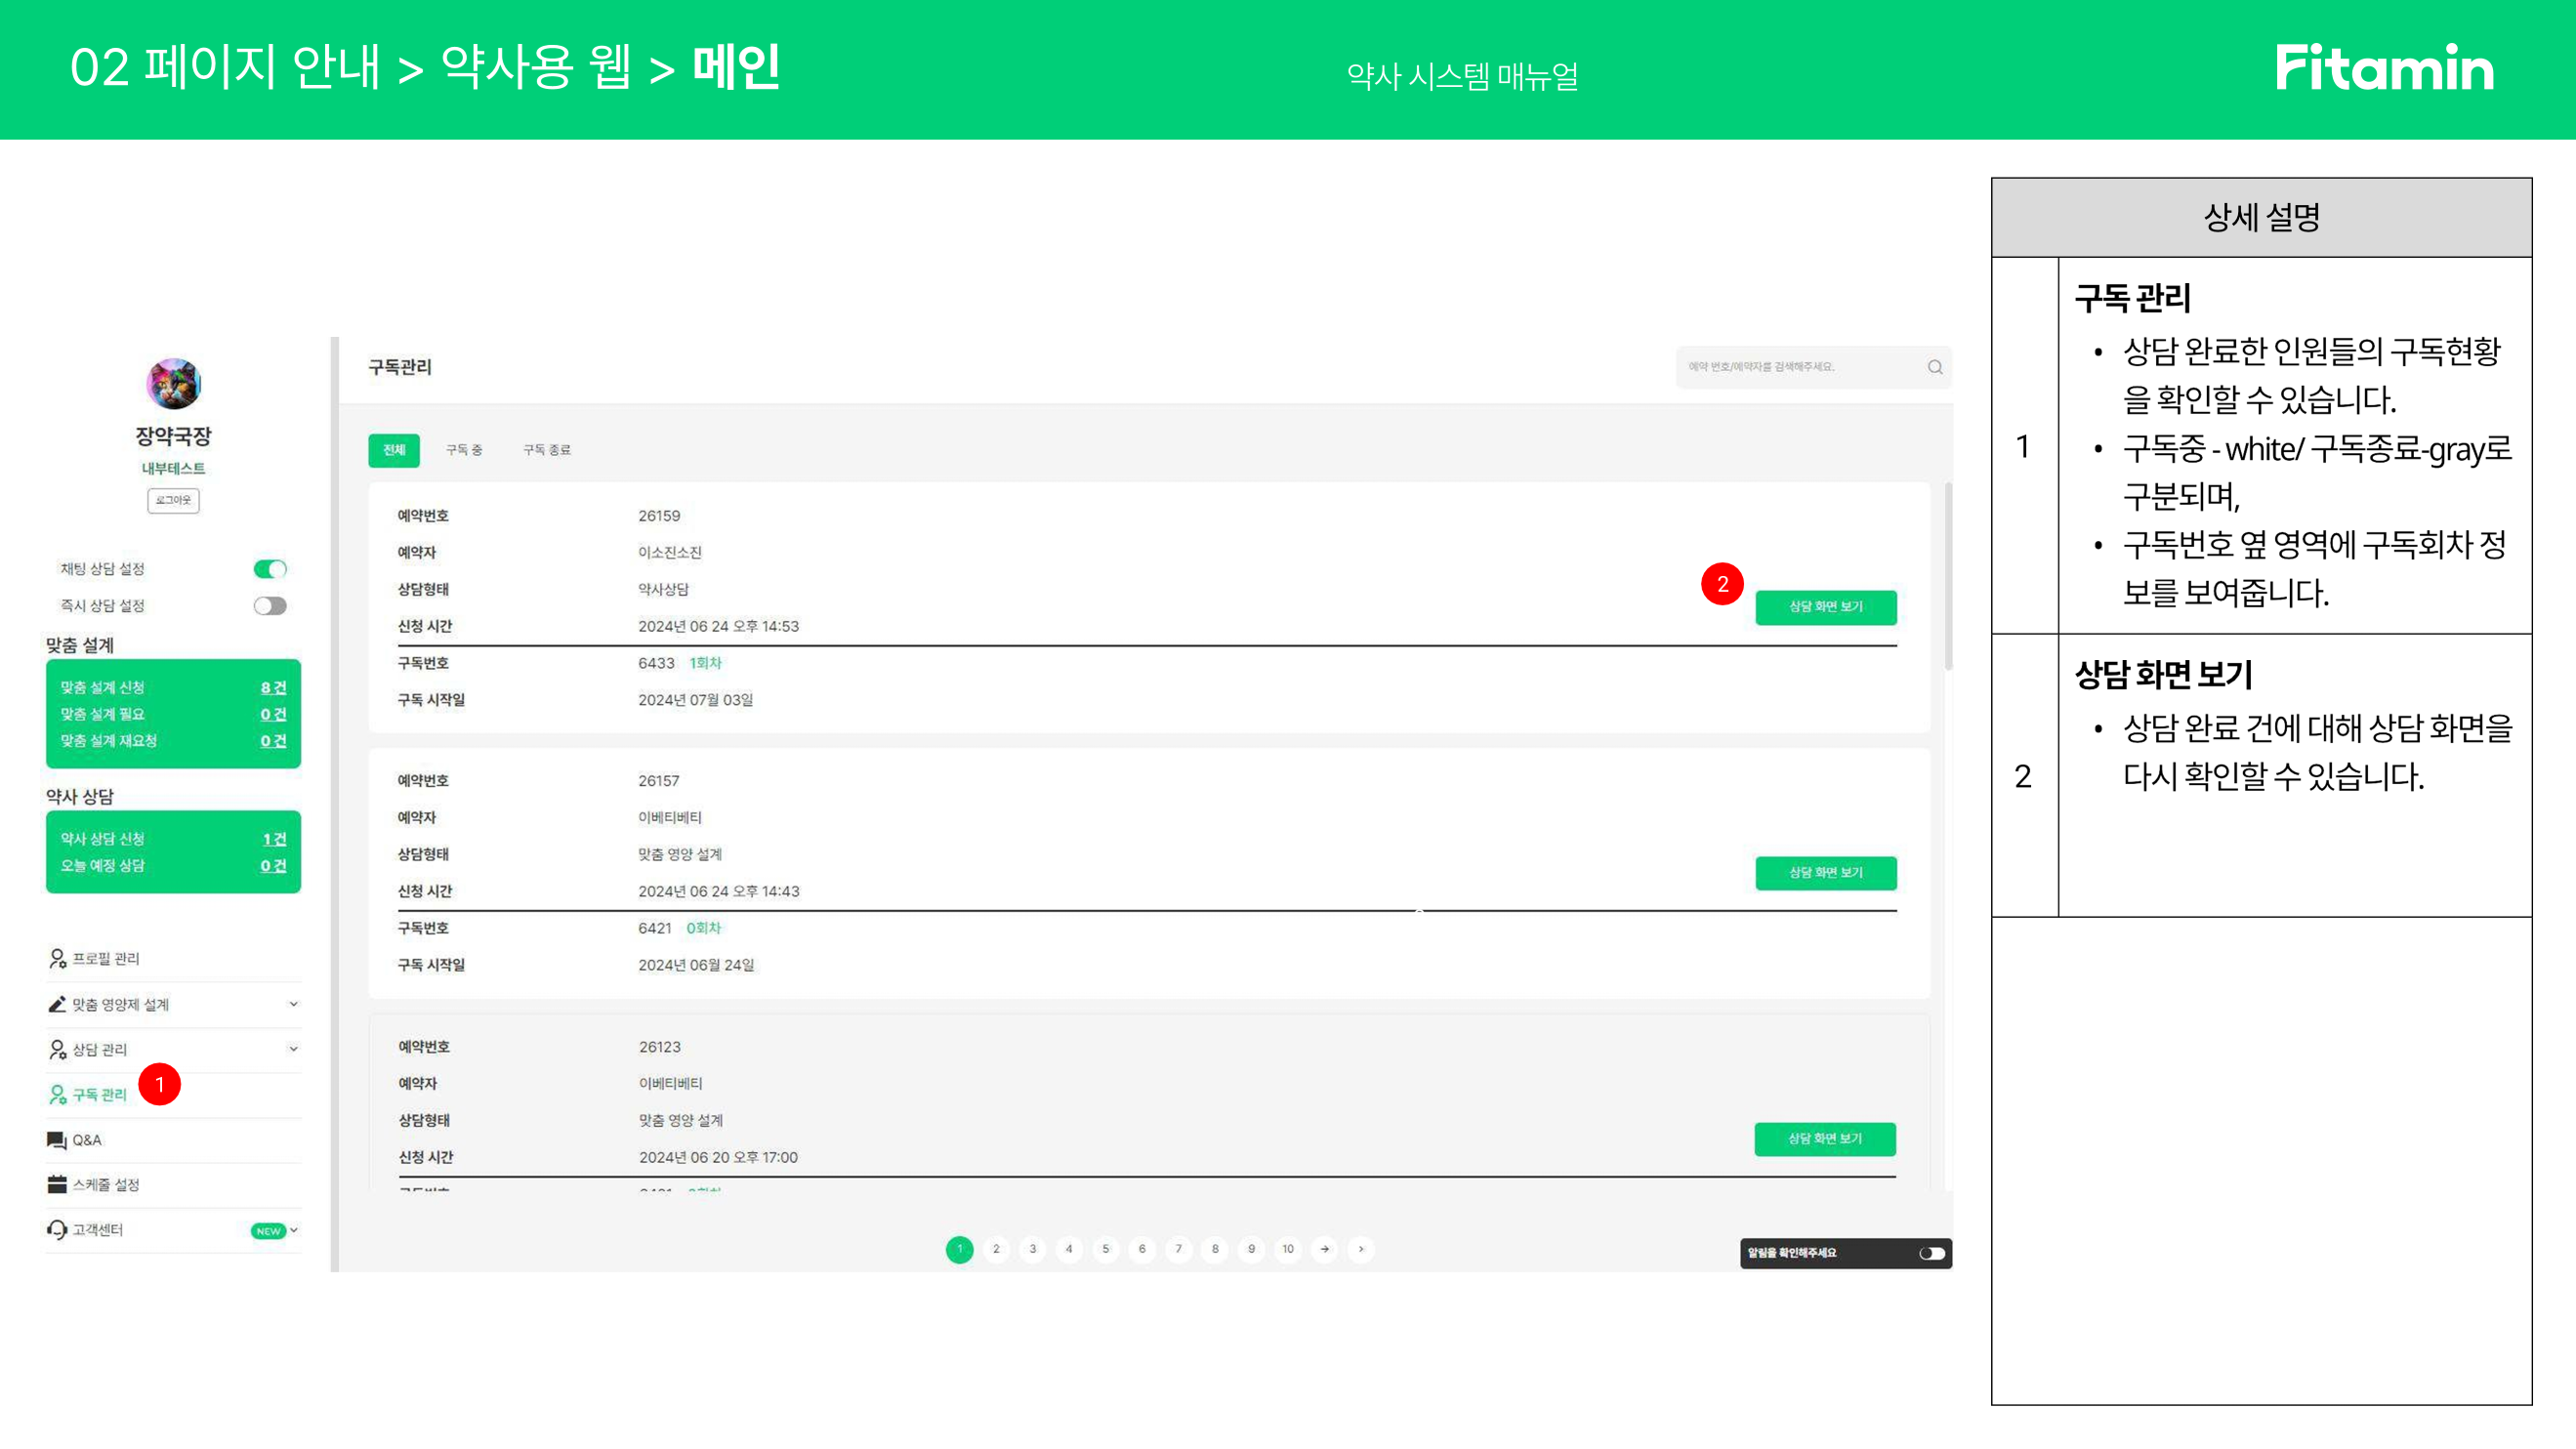 02 페이지 안내 > 약사용 웹 > 메인
약사 시스템 매뉴얼
Fitamin
장약국장
내부테스트
로그아웃
채팅 상담 설정
즉시 상담 설정
맞춤 설계
맞춤 설계 신청 8건
맞춤 설계 필요 0건
맞춤 설계 재요청 0건
약사 상담
약사 상담 신청 1건
오늘 예정 상담 0건
프로필 관리
맞춤 영양제 설계
상담 관리
구독 관리 1
Q&A
스케줄 설정
고객센터 NEW
구독관리
예약 번호/예약자를 검색해주세요.
전체 구독 중 구독 종료
예약번호 26159
예약자 이소진소진
상담형태 약사상담
2 상담 화면 보기
신청 시간 2024년 06 24 오후 14:53
구독번호 6433 1회차
구독 시작일 2024년 07월 03일
예약번호 26157
예약자 이베티베티
상담형태 맞춤 영양 설계
상담 화면 보기
신청 시간 2024년 06 24 오후 14:43
구독번호 6421 0회차
구독 시작일 2024년 06월 24일
예약번호 26123
예약자 이베티베티
상담형태 맞춤 영양 설계
상담 화면 보기
신청 시간 2024년 06 20 오후 17:00
1 2 3 4 5 6 7 8 9 10 → >
알림을 확인해주세요
상세 설명
1
구독 관리
• 상담 완료한 인원들의 구독현황
을 확인할 수 있습니다.
• 구독중 - white/ 구독종료-gray로
구분되며,
• 구독번호 옆 영역에 구독회차 정
보를 보여줍니다.
2
상담 화면 보기
• 상담 완료 건에 대해 상담 화면을
다시 확인할 수 있습니다.